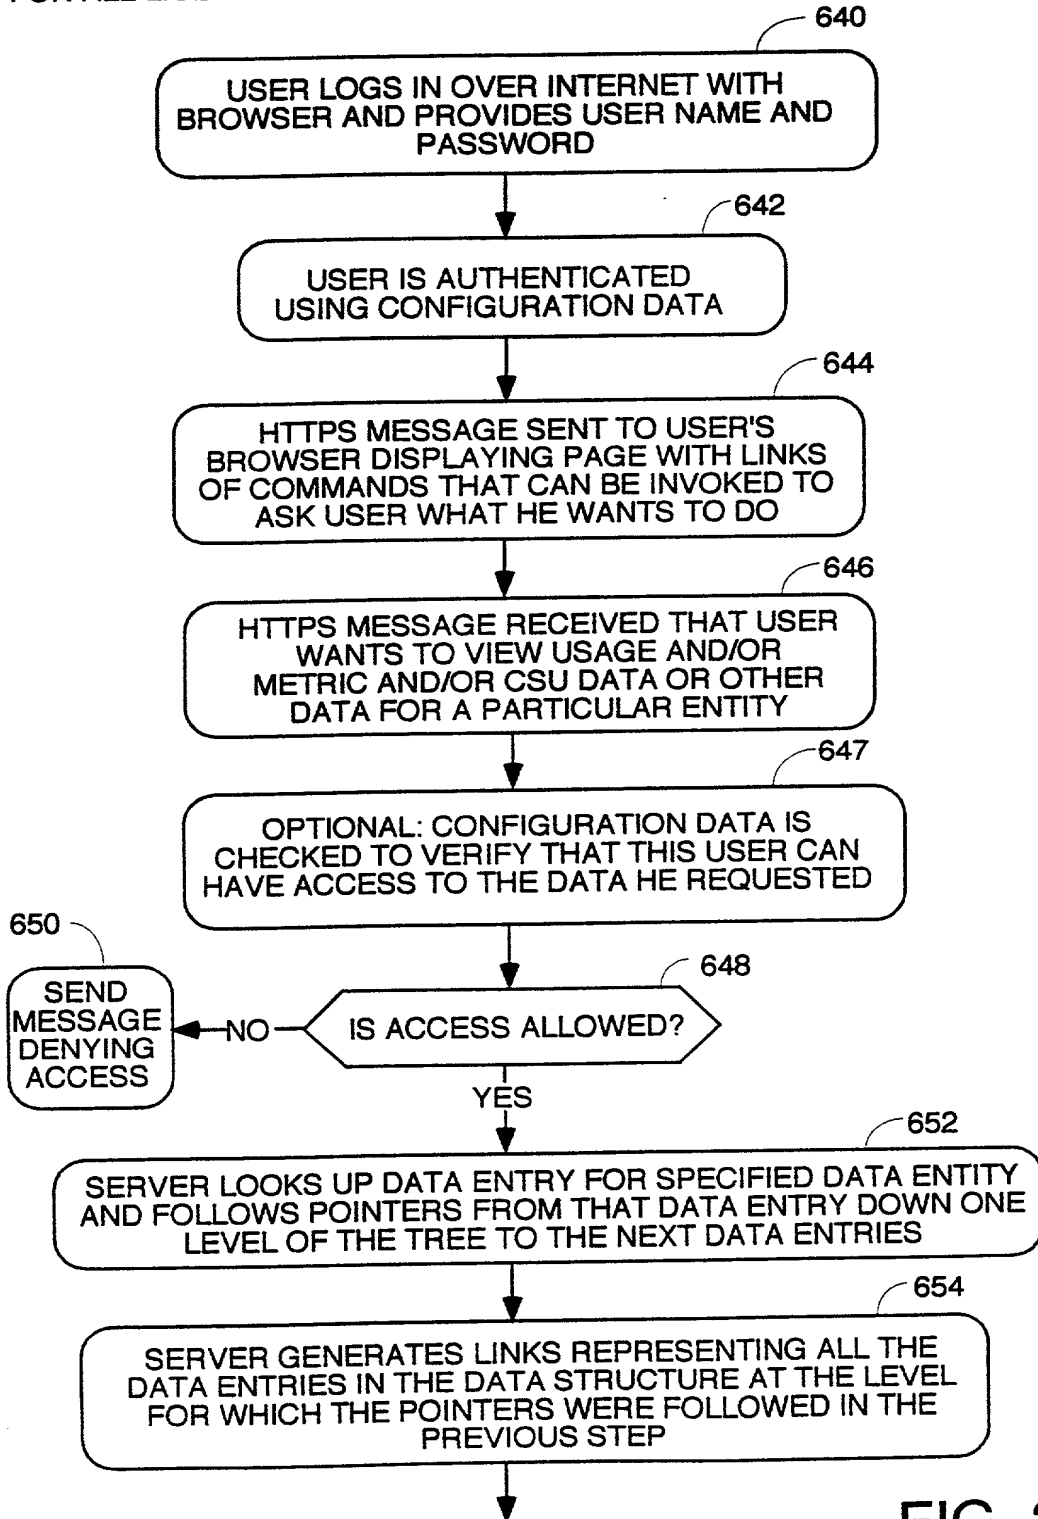 640
USER LOGS IN OVER INTERNET WITH
BROWSER AND PROVIDES USER NAME AND
PASSWORD
642
USER IS AUTHENTICATED
USING CONFIGURATION DATA
644
HTTPS MESSAGE SENT TO USER'S
BROWSER DISPLAYING PAGE WITH LINKS
OF COMMANDS THAT CAN BE INVOKED TO
ASK USER WHAT HE WANTS TO DO
646
HTTPS MESSAGE RECEIVED THAT USER
WANTS TO VIEW USAGE AND/OR
METRIC AND/OR CSU DATA OR OTHER
DATA FOR A PARTICULAR ENTITY
647
OPTIONAL: CONFIGURATION DATA IS
CHECKED TO VERIFY THAT THIS USER CAN
HAVE ACCESS TO THE DATA HE REQUESTED
650
SEND
MESSAGE
DENYING
ACCESS
NO
648
IS ACCESS ALLOWED?
YES
652
SERVER LOOKS UP DATA ENTRY FOR SPECIFIED DATA ENTITY
AND FOLLOWS POINTERS FROM THAT DATA ENTRY DOWN ONE
LEVEL OF THE TREE TO THE NEXT DATA ENTRIES
654
SERVER GENERATES LINKS REPRESENTING ALL THE
DATA ENTRIES IN THE DATA STRUCTURE AT THE LEVEL
FOR WHICH THE POINTERS WERE FOLLOWED IN THE
PREVIOUS STEP
FIG.